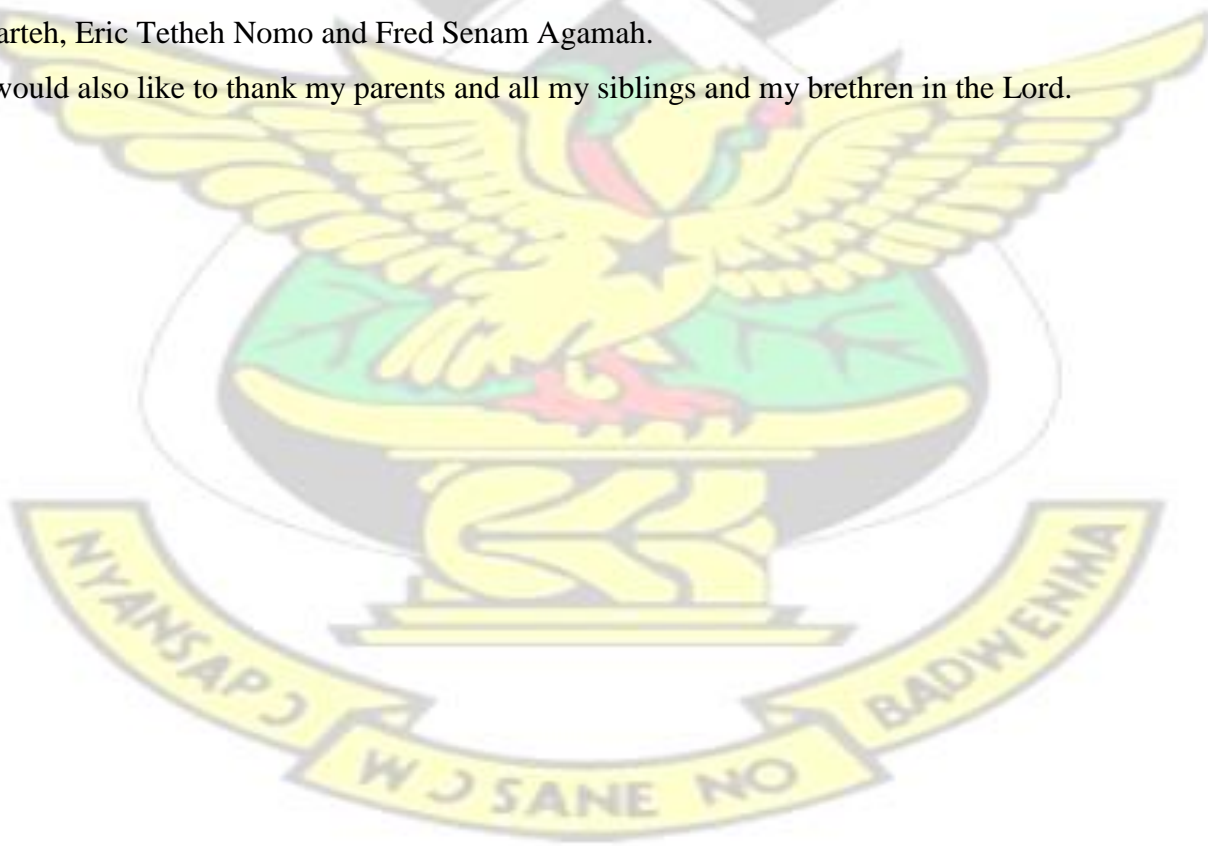 arteh, Eric Tetheh Nomo and Fred Senam Agamah.
would also like to thank my parents and all my siblings and my brethren in the Lord.
NYANSAPƆ
WƆSANE NO
BADWENMA